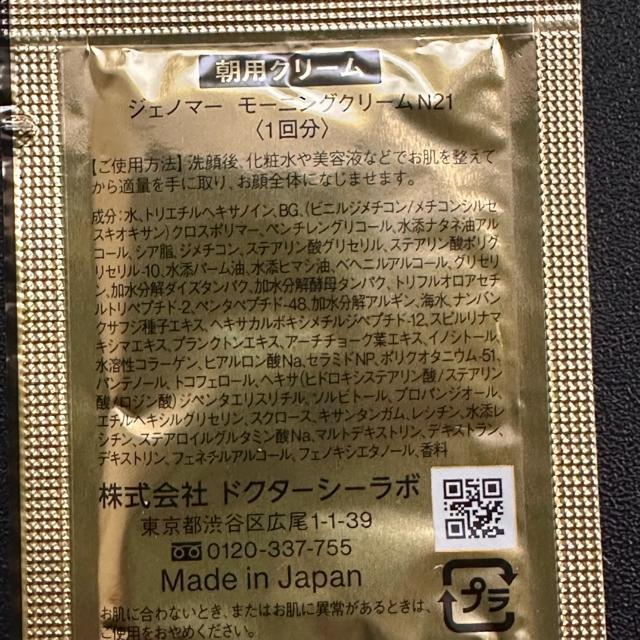 朝用クリーム
ジェノマー モーニングクリームN21
〈1回分〉
【ご使用方法】洗顔後、化粧水や美容液などでお肌を整えて
から適量を手に取り、お顔全体になじませます。
成分:水、トリエチルヘキサノイン、BG、(ビニルジメチコン/メチコンシルセ
スキオキサン)クロスポリマー、ペンチレングリコール、水添ナタネ油アル
コール、シア脂、ジメチコン、ステアリン酸グリセリル、ステアリン酸ポリグ
リセリル-10、水添パーム油、水添ヒマシ油、ベヘニルアルコール、グリセリ
ン、加水分解ダイズタンパク、加水分解酵母タンパク、トリフルオロアセチ
ルトリペプチド-2、ペンタペプチド-48、加水分解アルギン、海水、ナンバン
クサフジ種子エキス、ヘキサカルボキシメチルジペプチド-12、スピルリナマ
キシマエキス、プランクトンエキス、アーチチョーク葉エキス、イノシトール、
水溶性コラーゲン、ヒアルロン酸Na、セラミドNP、ポリクオタニウム-51、
パンテノール、トコフェロール、ヘキサ(ヒドロキシステアリン酸/ステアリン
酸/ロジン酸)ジペンタエリスリチル、ソルビトール、プロパンジオール、
エチルヘキシルグリセリン、スクロース、キサンタンガム、レシチン、水添レ
シチン、ステアロイルグルタミン酸Na、マルトデキストリン、デキストラン、
デキストリン、フェネチルアルコール、フェノキシエタノール、香料
株式会社 ドクターシーラボ
東京都渋谷区広尾1-1-39
0120-337-755
Made in Japan
プラ
お肌に合わないとき、またはお肌に異常があるときは、
ご使用をおやめください。